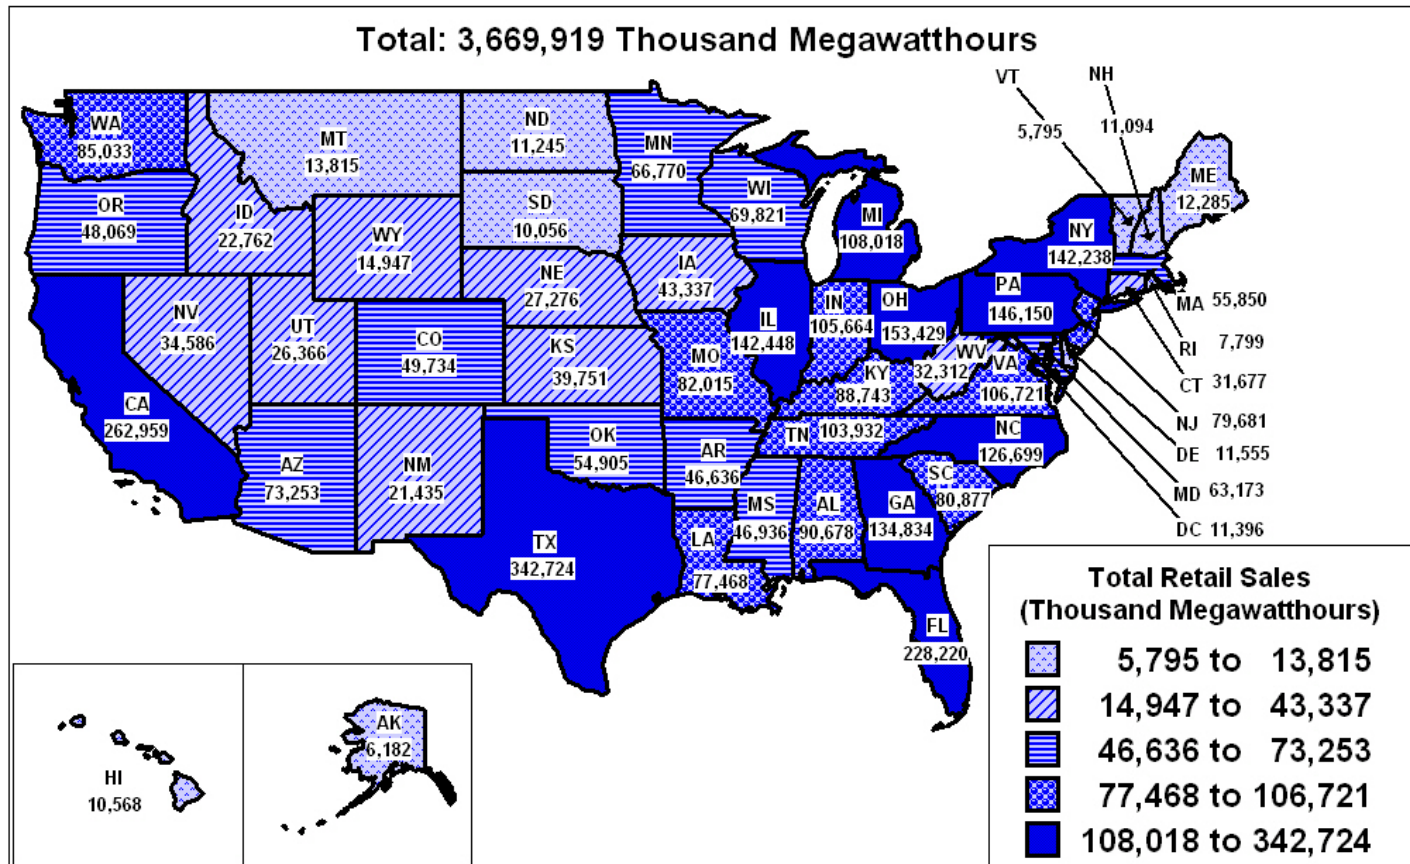 Total: 3,669,919 Thousand Megawatthours
VT
5,795
NH
11,094
WA
85,033
MT
13,815
ND
11,245
MN
66,770
ME
12,285
OR
48,069
ID
22,762
WY
14,947
SD
10,056
WI
69,821
MI
108,018
NY
142,238
NV
34,586
UT
26,366
CO
49,734
NE
27,276
IA
43,337
IL
142,448
IN
105,664
OH
153,429
PA
146,150
MA 55,850
RI 7,799
CT 31,677
NJ 79,681
DE 11,555
MD 63,173
DC 11,396
CA
262,959
KS
39,751
MO
82,015
KY
88,743
WV
32,312
VA
106,721
AZ
73,253
NM
21,435
OK
54,905
AR
46,636
TN 103,932
NC
126,699
SC
80,877
TX
342,724
LA
77,468
MS
46,936
AL
90,678
GA
134,834
FL
228,220
HI
10,568
AK
6,182
Total Retail Sales
(Thousand Megawatthours)
5,795 to 13,815
14,947 to 43,337
46,636 to 73,253
77,468 to 106,721
108,018 to 342,724